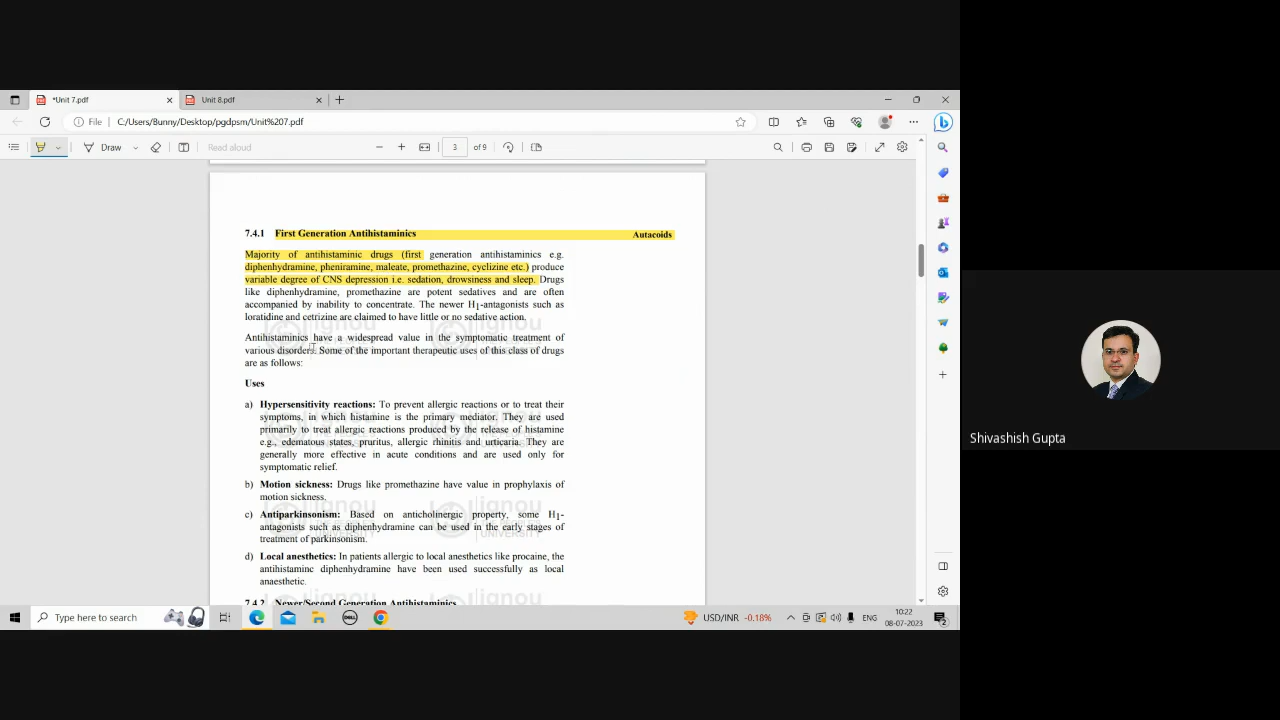 *Unit 7.pdf
Unit 8.pdf
File
C:/Users/Bunny/Desktop/pgdpsm/Unit%207.pdf
Draw
Read aloud
3
of 9
7.4.1 First Generation Antihistaminics
Autacoids
Majority of antihistaminic drugs (first generation antihistaminics e.g.
diphenhydramine, pheniramine, maleate, promethazine, cyclizine etc.) produce
variable degree of CNS depression i.e. sedation, drowsiness and sleep. Drugs
like diphenhydramine, promethazine are potent sedatives and are often
accompanied by inability to concentrate. The newer H1-antagonists such as
loratidine and cetrizine are claimed to have little or no sedative action.
Antihistaminics have a widespread value in the symptomatic treatment of
various disorders. Some of the important therapeutic uses of this class of drugs
are as follows:
Uses
a) Hypersensitivity reactions: To prevent allergic reactions or to treat their
symptoms, in which histamine is the primary mediator. They are used
primarily to treat allergic reactions produced by the release of histamine
e.g., edematous states, pruritus, allergic rhinitis and urticaria. They are
generally more effective in acute conditions and are used only for
symptomatic relief.
b) Motion sickness: Drugs like promethazine have value in prophylaxis of
motion sickness.
c) Antiparkinsonism: Based on anticholinergic property, some H1-
antagonists such as diphenhydramine can be used in the early stages of
treatment of parkinsonism.
d) Local anesthetics: In patients allergic to local anesthetics like procaine, the
antihistaminc diphenhydramine have been used successfully as local
anaesthetic.
7.4.2 Newer/Second Generation Antihistaminics
ignou
UNIVERSITY
Shivashish Gupta
Type here to search
DELL
USD/INR -0.18%
ENG
10:22
08-07-2023
2